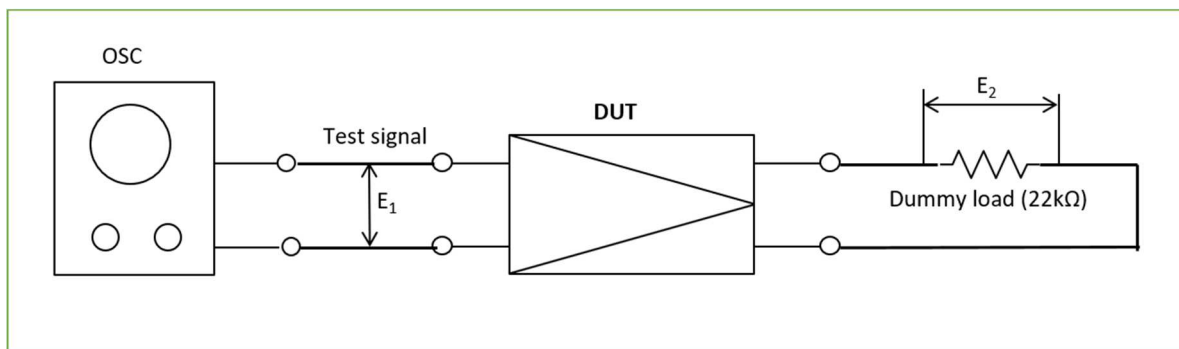 OSC
Test signal
E₁
DUT
E₂
Dummy load (22kΩ)